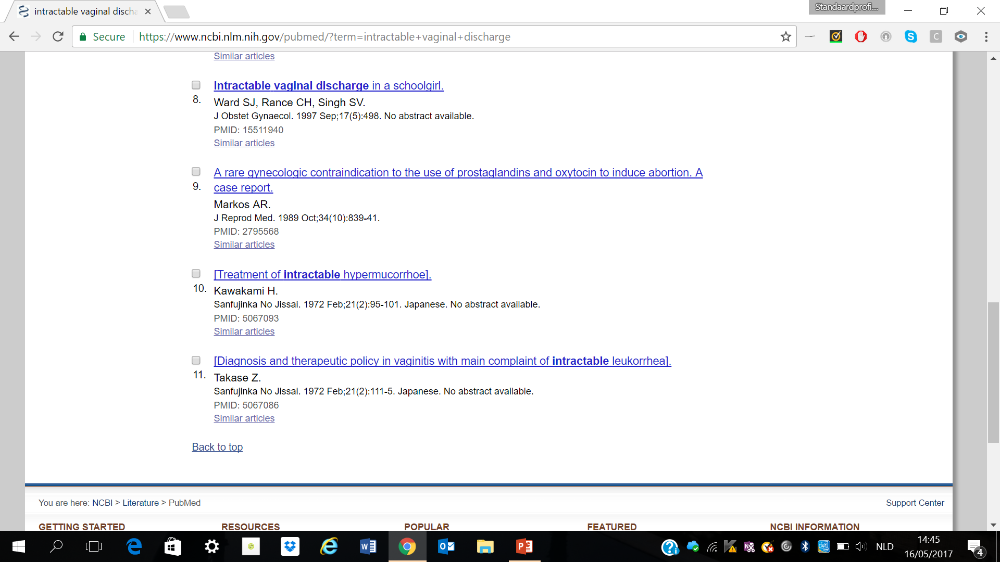 intractable vaginal discha
Standaardprofi...
Secure
https://www.ncbi.nlm.nih.gov/pubmed/?term=intractable+vaginal+discharge
Similar articles
Intractable vaginal discharge in a schoolgirl.
8.
Ward SJ, Rance CH, Singh SV.
J Obstet Gynaecol. 1997 Sep;17(5):498. No abstract available.
PMID: 15511940
Similar articles
A rare gynecologic contraindication to the use of prostaglandins and oxytocin to induce abortion. A
9.
case report.
Markos AR.
J Reprod Med. 1989 Oct;34(10):839-41.
PMID: 2795568
Similar articles
[Treatment of intractable hypermucorrhoe].
10.
Kawakami H.
Sanfujinka No Jissai. 1972 Feb;21(2):95-101. Japanese. No abstract available.
PMID: 5067093
Similar articles
[Diagnosis and therapeutic policy in vaginitis with main complaint of intractable leukorrhea].
11.
Takase Z.
Sanfujinka No Jissai. 1972 Feb;21(2):111-5. Japanese. No abstract available.
PMID: 5067086
Similar articles
Back to top
You are here: NCBI > Literature > PubMed
Support Center
GETTING STARTED
RESOURCES
POPULAR
FEATURED
NCBI INFORMATION
NLD
14:45
16/05/2017
4